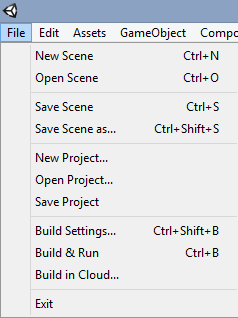 File Edit Assets GameObject Compo
New Scene Ctrl+N
Open Scene Ctrl+O
Save Scene Ctrl+S
Save Scene as... Ctrl+Shift+S
New Project...
Open Project...
Save Project
Build Settings... Ctrl+Shift+B
Build & Run Ctrl+B
Build in Cloud...
Exit